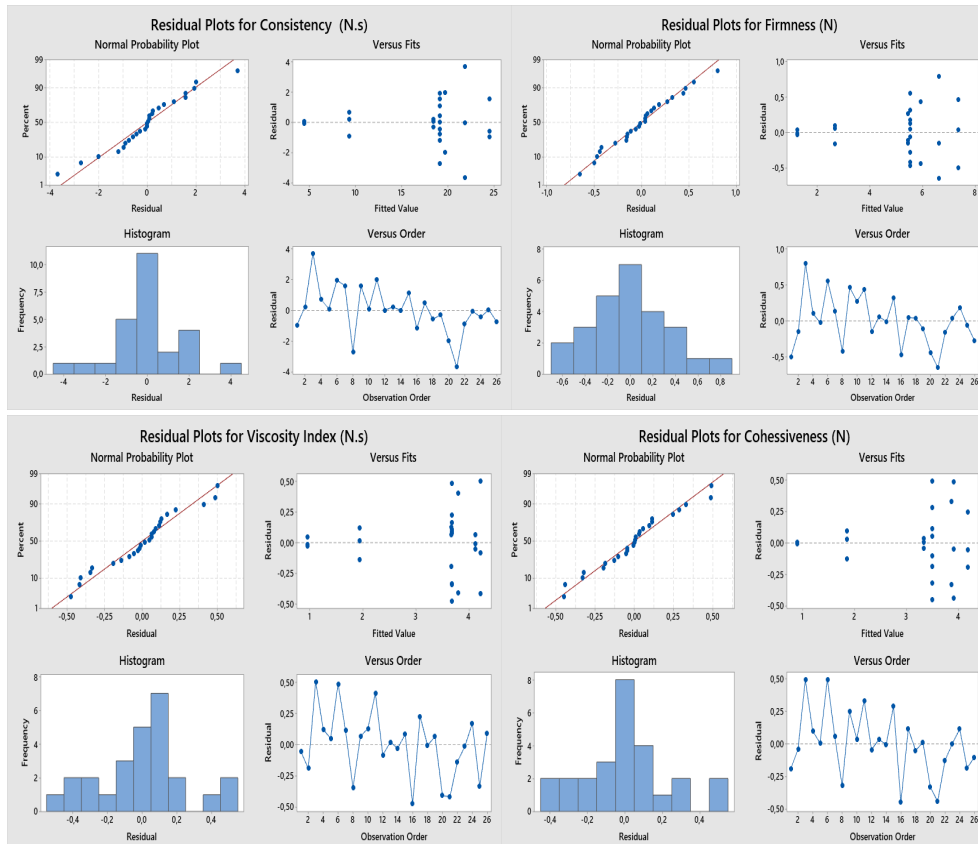 Residual Plots for Consistency (N.s)
Normal Probability Plot
99
90
50
10
1
Percent
-4 -2 0 2 4
Residual
Versus Fits
4
2
0
-2
-4
Residual
5 10 15 20 25
Fitted Value
Histogram
10,0
7,5
5,0
2,5
0,0
Frequency
-4 -2 0 2 4
Residual
Versus Order
4
2
0
-2
-4
Residual
2 4 6 8 10 12 14 16 18 20 22 24 26
Observation Order
Residual Plots for Firmness (N)
Normal Probability Plot
99
90
50
10
1
Percent
-1,0 -0,5 0,0 0,5 1,0
Residual
Versus Fits
1,0
0,5
0,0
-0,5
Residual
2 4 6 8
Fitted Value
Histogram
8
6
4
2
0
Frequency
-0,6 -0,4 -0,2 0,0 0,2 0,4 0,6 0,8
Residual
Versus Order
1,0
0,5
0,0
-0,5
Residual
2 4 6 8 10 12 14 16 18 20 22 24 26
Observation Order
Residual Plots for Viscosity Index (N.s)
Normal Probability Plot
99
90
50
10
1
Percent
-0,50 -0,25 0,00 0,25 0,50
Residual
Versus Fits
0,50
0,25
0,00
-0,25
-0,50
Residual
1 2 3 4
Fitted Value
Histogram
8
6
4
2
0
Frequency
-0,4 -0,2 0,0 0,2 0,4
Residual
Versus Order
0,50
0,25
0,00
-0,25
-0,50
Residual
2 4 6 8 10 12 14 16 18 20 22 24 26
Observation Order
Residual Plots for Cohessiveness (N)
Normal Probability Plot
99
90
50
10
1
Percent
-0,50 -0,25 0,00 0,25 0,50
Residual
Versus Fits
0,50
0,25
0,00
-0,25
-0,50
Residual
1 2 3 4
Fitted Value
Histogram
8
6
4
2
0
Frequency
-0,4 -0,2 0,0 0,2 0,4
Residual
Versus Order
0,50
0,25
0,00
-0,25
-0,50
Residual
2 4 6 8 10 12 14 16 18 20 22 24 26
Observation Order